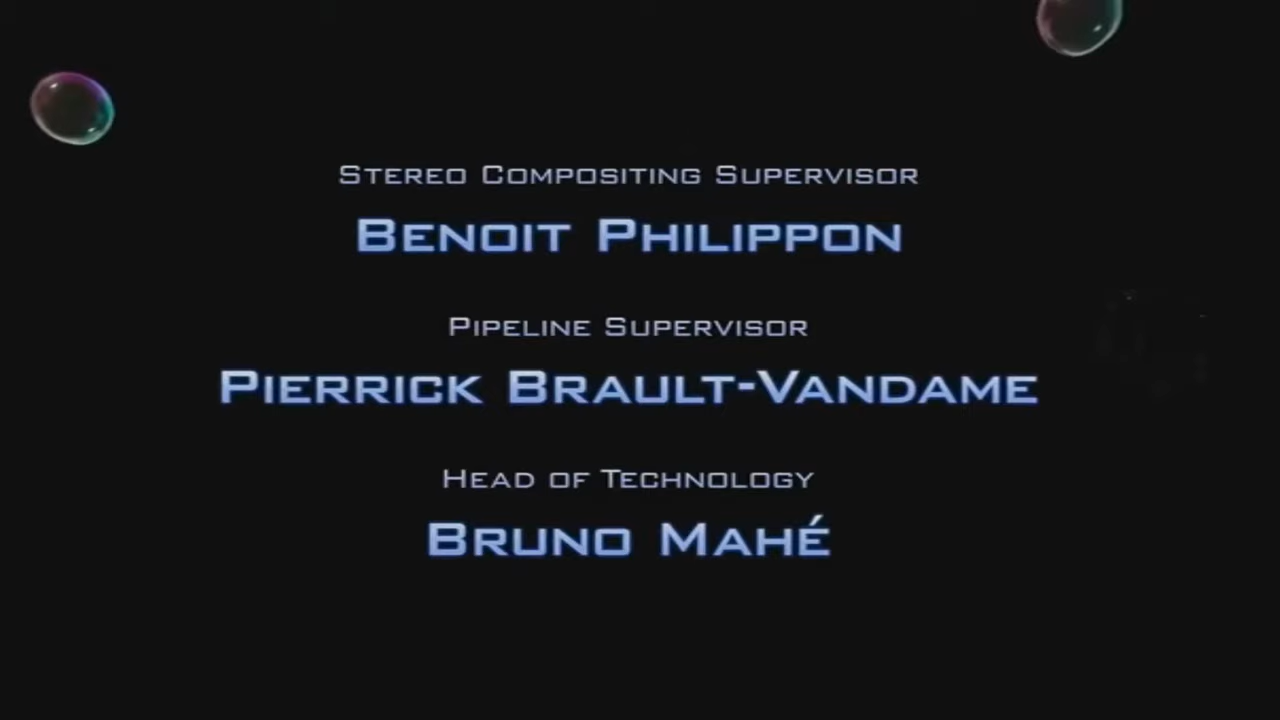 Stereo Compositing Supervisor
Benoit Philippon
Pipeline Supervisor
Pierrick Brault-Vandame
Head of Technology
Bruno Mahé